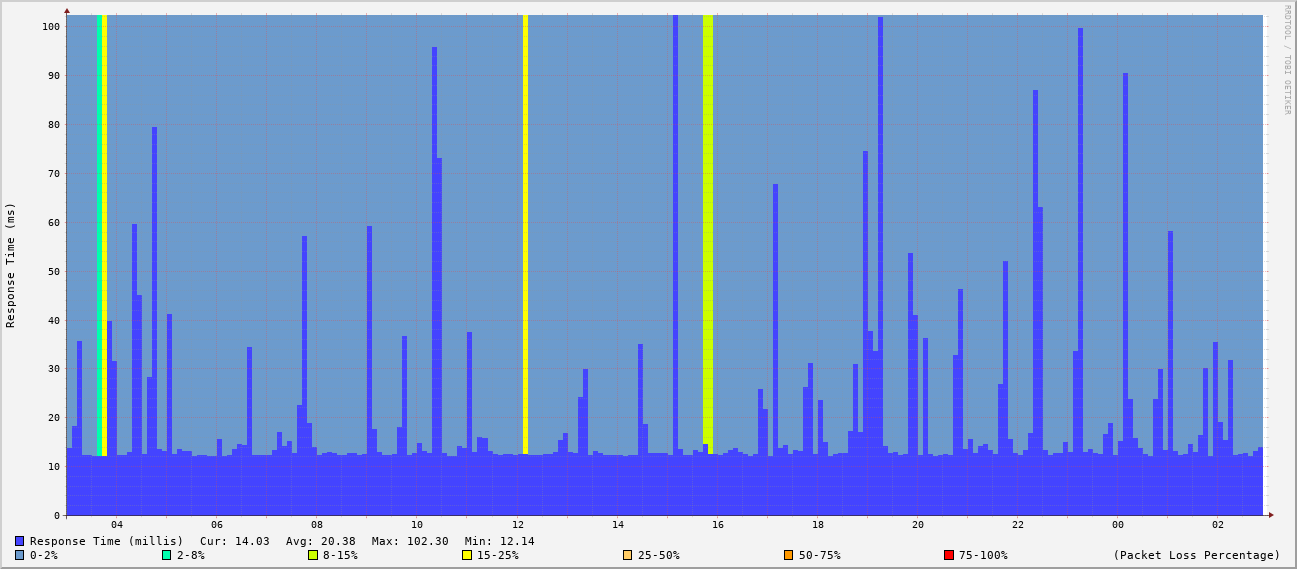 RRDTOOL / TOBI OETIKER
Response Time (ms)
100
90
80
70
60
50
40
30
20
10
0
04 06 08 10 12 14 16 18 20 22 00 02
Response Time (millis) Cur: 14.03 Avg: 20.38 Max: 102.30 Min: 12.14
0-2% 2-8% 8-15% 15-25% 25-50% 50-75% 75-100% (Packet Loss Percentage)